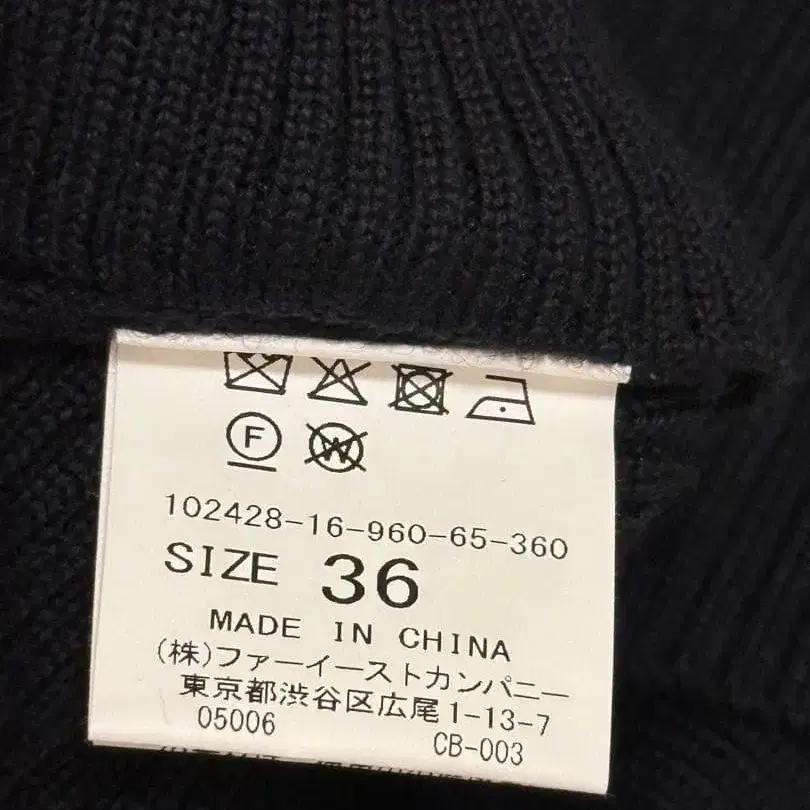 F W
102428-16-960-65-360
SIZE 36
MADE IN CHINA
(株)ファーイーストカンパニー
東京都渋谷区広尾1-13-7
05006 CB-003